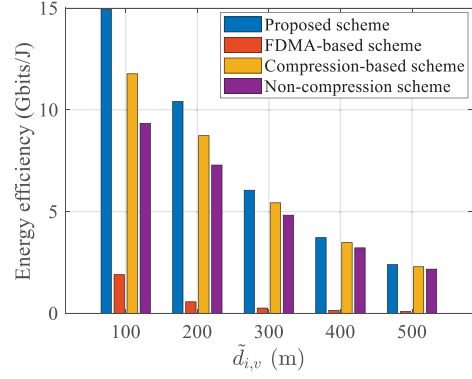 Energy efficiency (Gbits/J)
15
10
5
0
Proposed scheme
FDMA-based scheme
Compression-based scheme
Non-compression scheme
100 200 300 400 500
d̃_{i,v} (m)